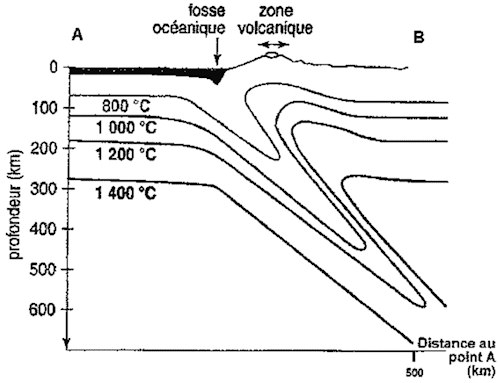 fosse
océanique
zone
volcanique
A
B
0
100
200
300
400
500
600
profondeur (km)
800 °C
1 000 °C
1 200 °C
1 400 °C
Distance au
point A
(km)
500